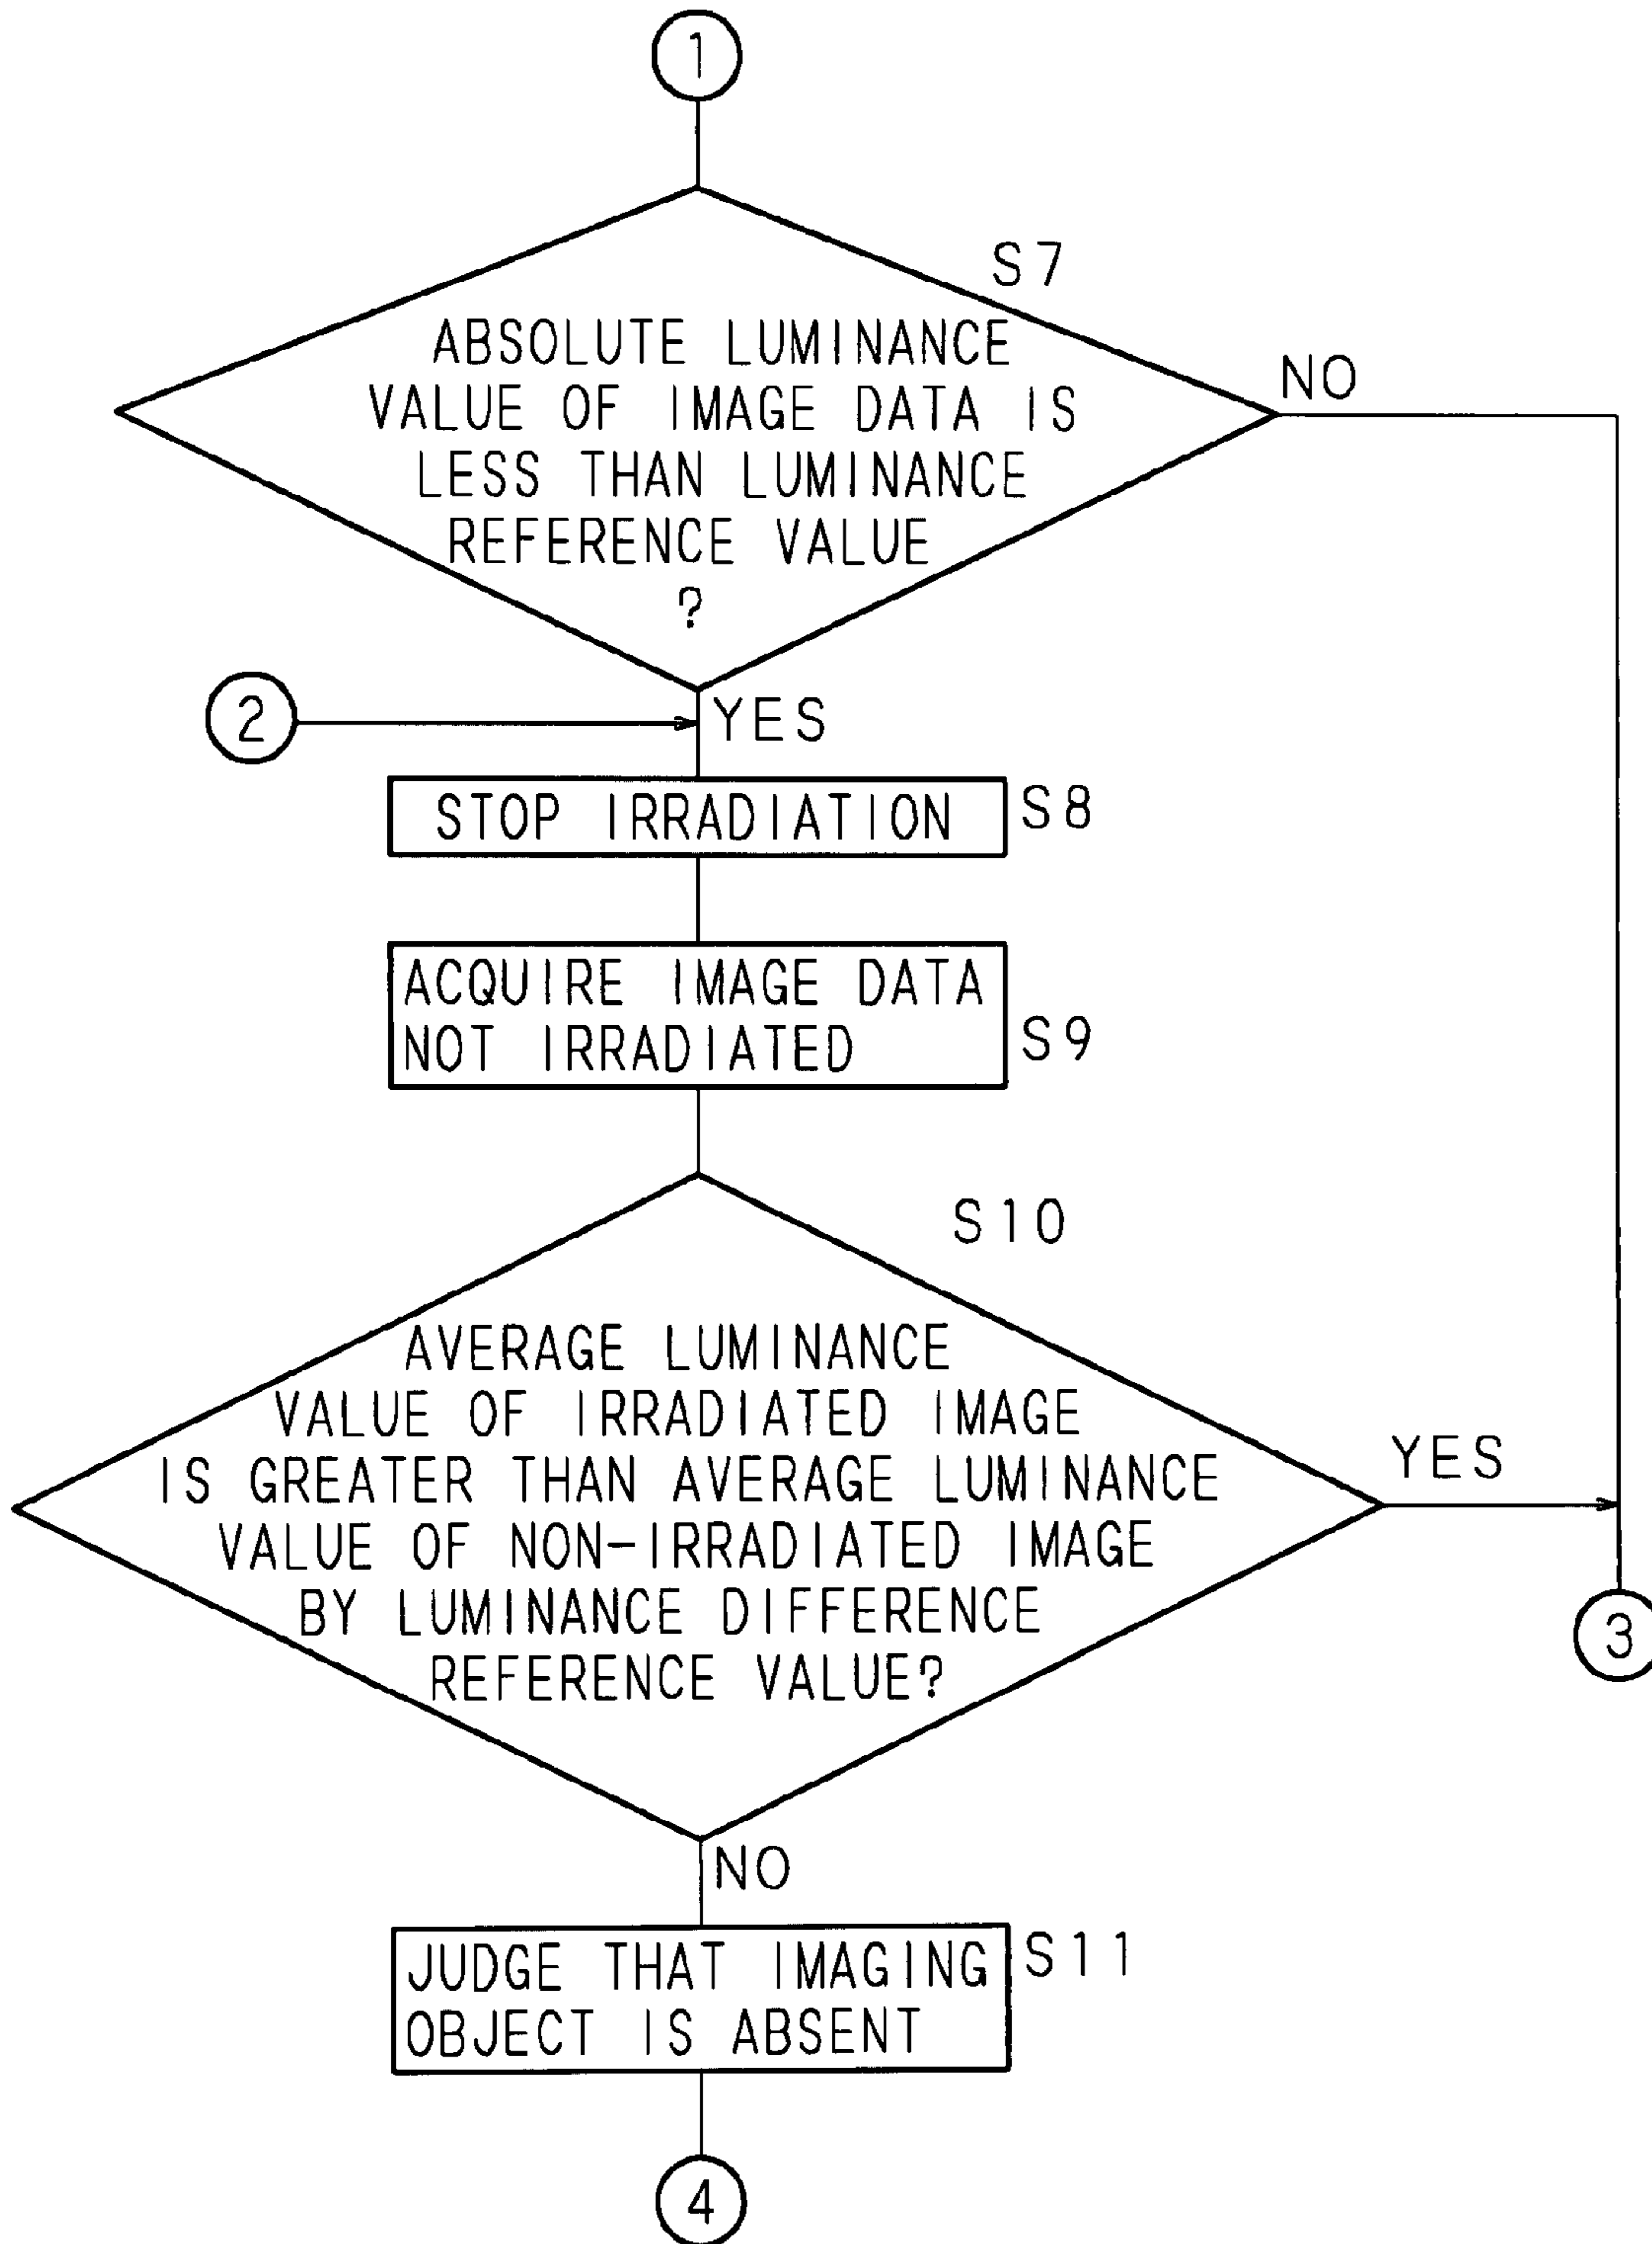 1
S7
ABSOLUTE LUMINANCE
VALUE OF IMAGE DATA IS
LESS THAN LUMINANCE
REFERENCE VALUE
?
NO
2
YES
STOP IRRADIATION
S8
ACQUIRE IMAGE DATA
NOT IRRADIATED
S9
S10
AVERAGE LUMINANCE
VALUE OF IRRADIATED IMAGE
IS GREATER THAN AVERAGE LUMINANCE
VALUE OF NON-IRRADIATED IMAGE
BY LUMINANCE DIFFERENCE
REFERENCE VALUE?
YES
3
NO
JUDGE THAT IMAGING
OBJECT IS ABSENT
S11
4